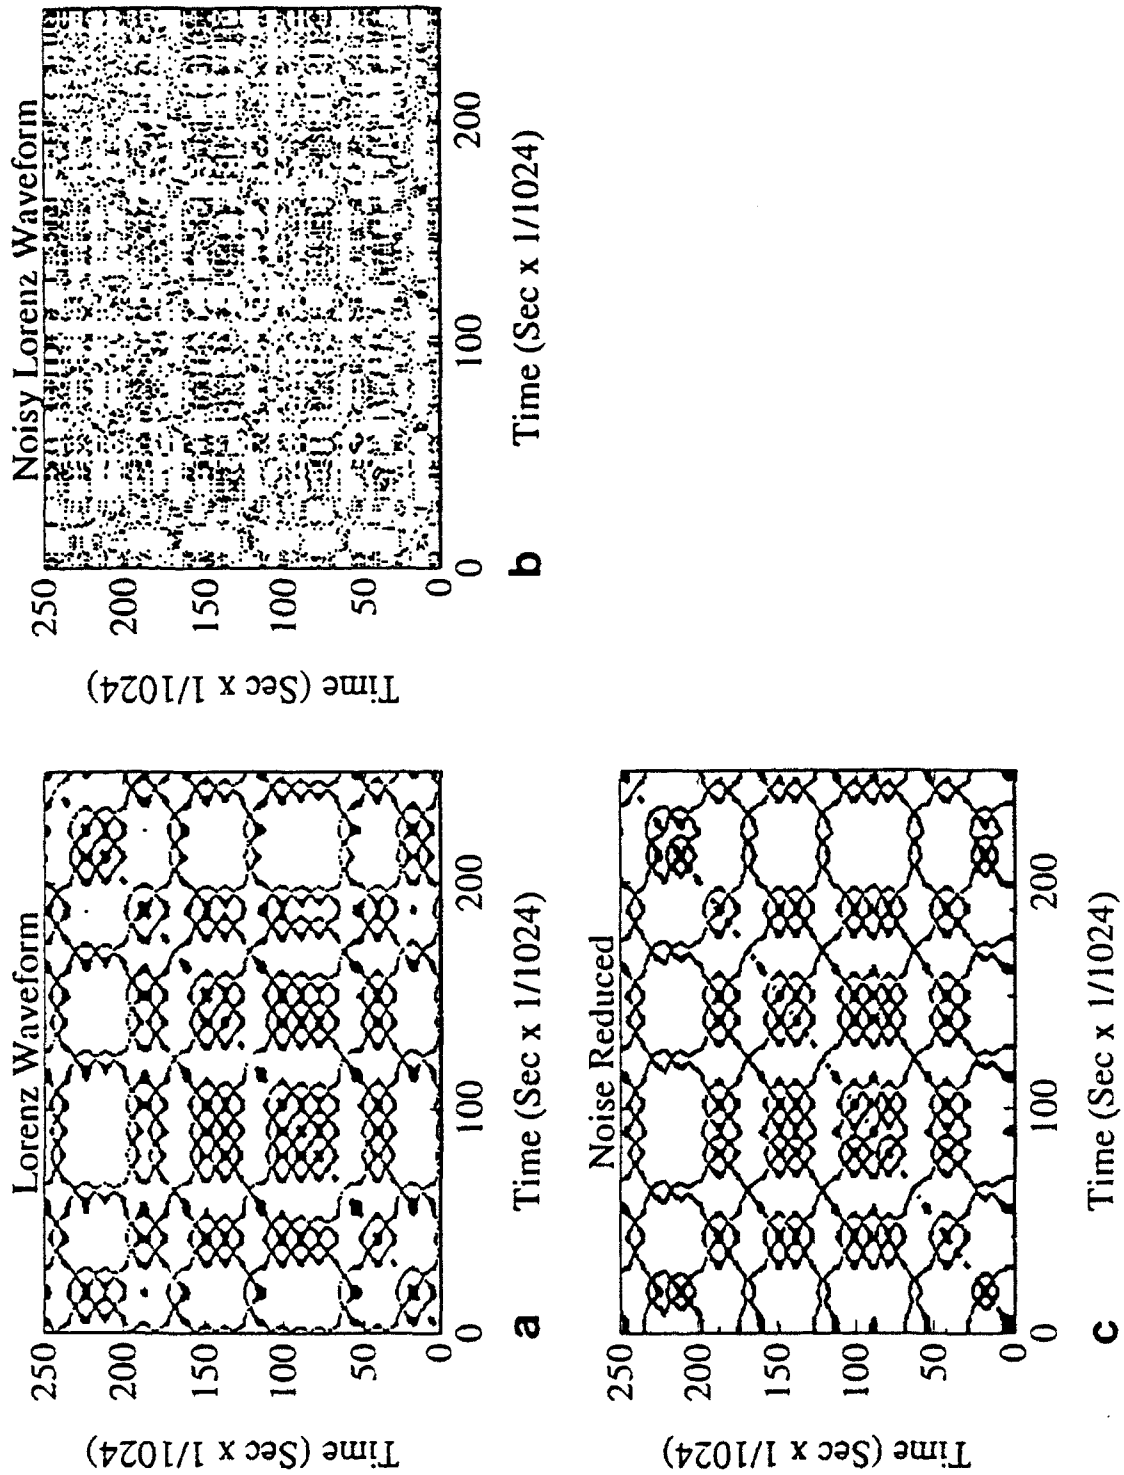 Lorenz Waveform
250
200
150
100
50
0
Time (Sec x 1/1024)
0
100
200
Time (Sec x 1/1024)
a
Noisy Lorenz Waveform
250
200
150
100
50
0
Time (Sec x 1/1024)
0
100
200
Time (Sec x 1/1024)
b
Noise Reduced
250
200
150
100
50
0
Time (Sec x 1/1024)
0
100
200
Time (Sec x 1/1024)
c